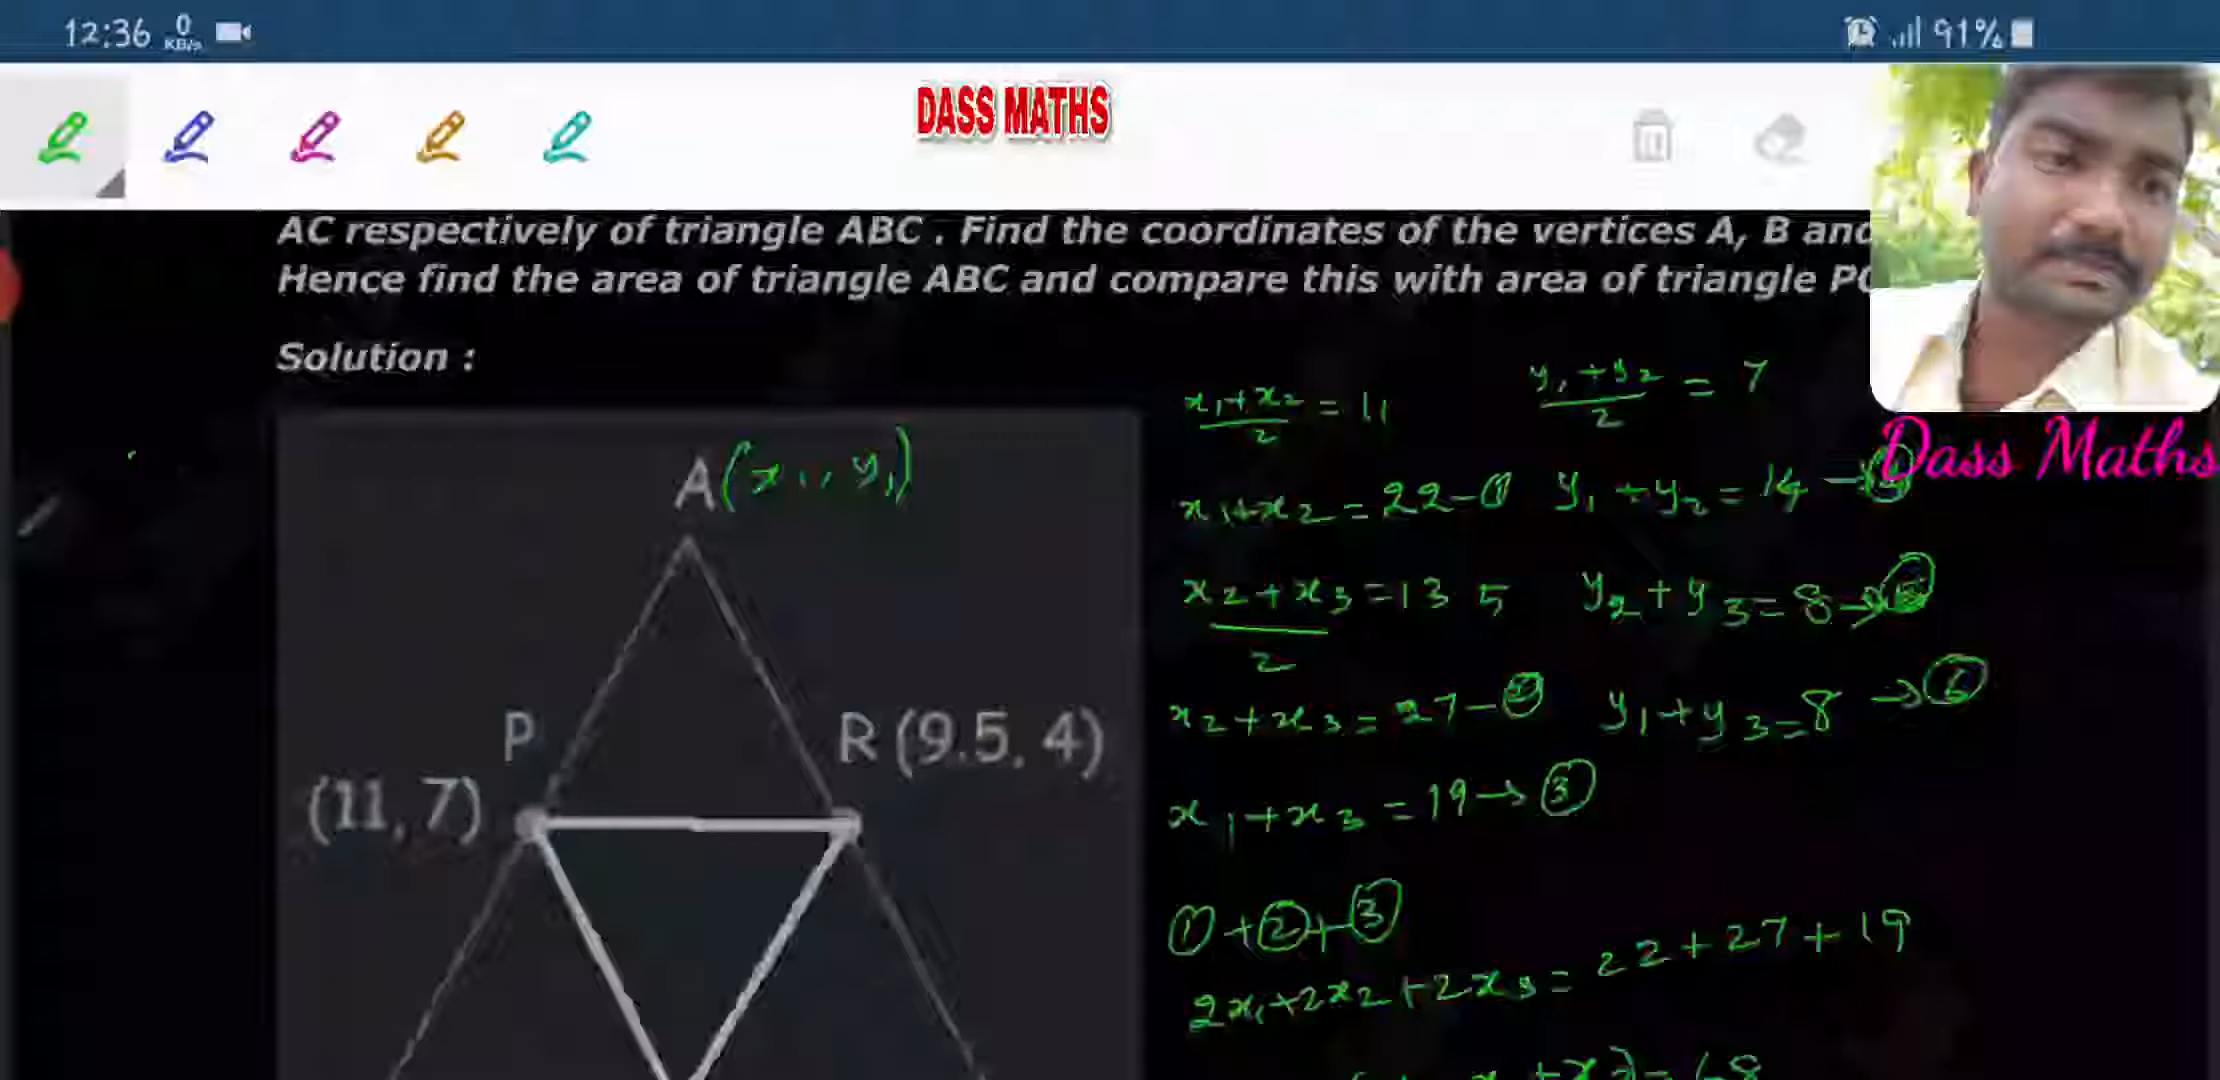 12:36 0 KB/s 91%
DASS MATHS
AC respectively of triangle ABC . Find the coordinates of the vertices A, B and
Hence find the area of triangle ABC and compare this with area of triangle
Solution :
Dass Maths
A(x₁, y₁)
P
(11, 7)
R (9.5, 4)
x₁+x₂/2 = 11 y₁+y₂/2 = 7
x₁+x₂ = 22 - ① y₁+y₂ = 14 →
x₂+x₃/2 = 13 5 y₂+y₃ = 8 →
x₂+x₃ = 27 - ② y₁+y₃ = 8 → ⑥
x₁+x₃ = 19 → ③
①+②+③
2x₁+2x₂+2x₃ = 22+27+19